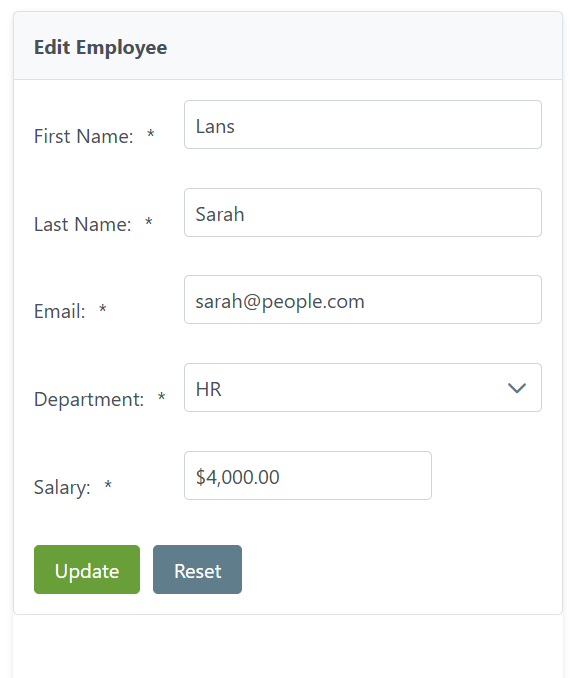 Edit Employee
First Name: * Lans
Last Name: * Sarah
Email: * sarah@people.com
Department: * HR
Salary: * $4,000.00
Update Reset